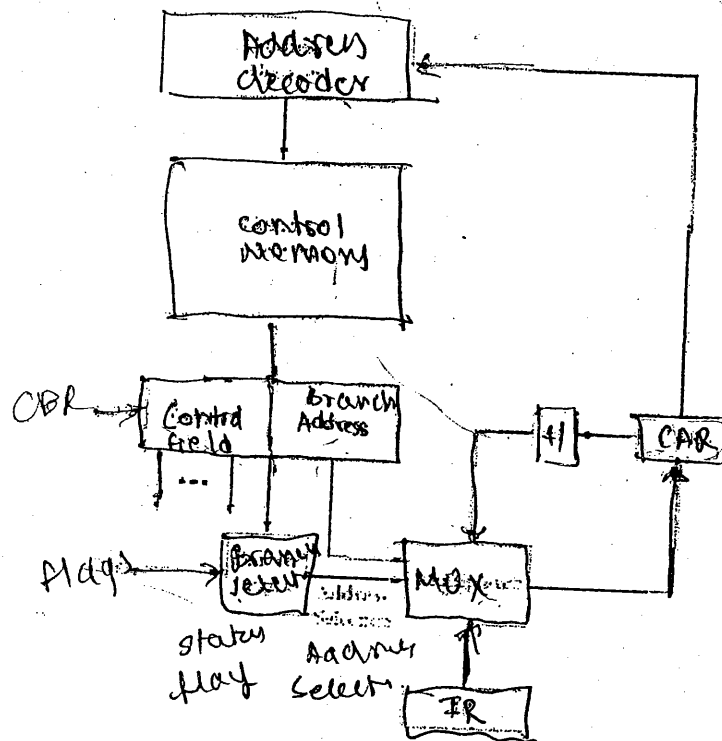 Address
decoder
Control
Memory
CBR
Control
field
Branch
Address
+1
CAR
...
flags
Branch
MUX
Address
status
flag
Address
Select
IR